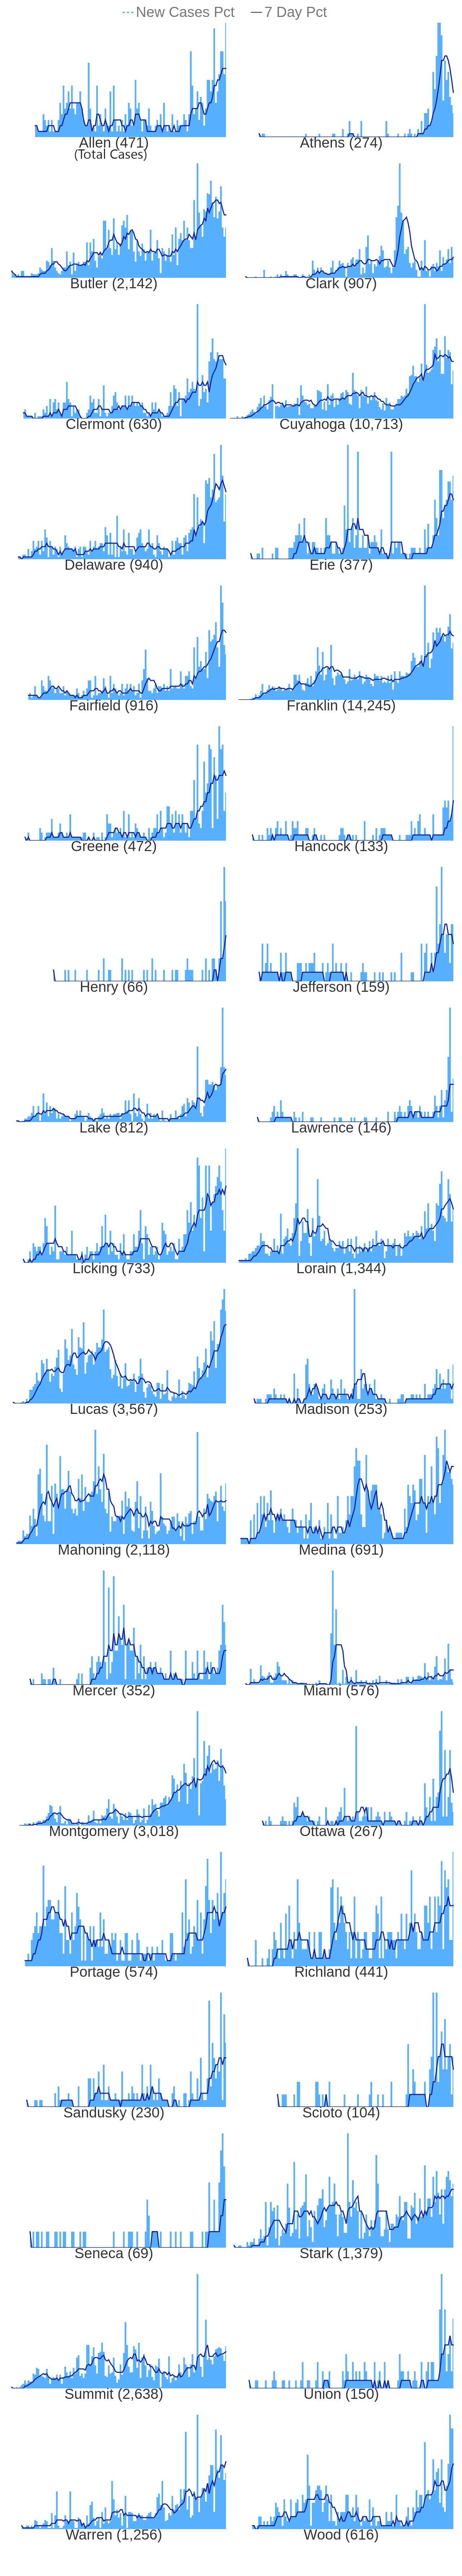 New Cases Pct 7 Day Pct
Allen (471) Athens (274)
(Total Cases)
Butler (2,142) Clark (907)
Clermont (630) Cuyahoga (10,713)
Delaware (940) Erie (377)
Fairfield (916) Franklin (14,245)
Greene (472) Hancock (133)
Henry (66) Jefferson (159)
Lake (812) Lawrence (146)
Licking (733) Lorain (1,344)
Lucas (3,567) Madison (253)
Mahoning (2,118) Medina (691)
Mercer (352) Miami (576)
Montgomery (3,018) Ottawa (267)
Portage (574) Richland (441)
Sandusky (230) Scioto (104)
Seneca (69) Stark (1,379)
Summit (2,638) Union (150)
Warren (1,256) Wood (616)